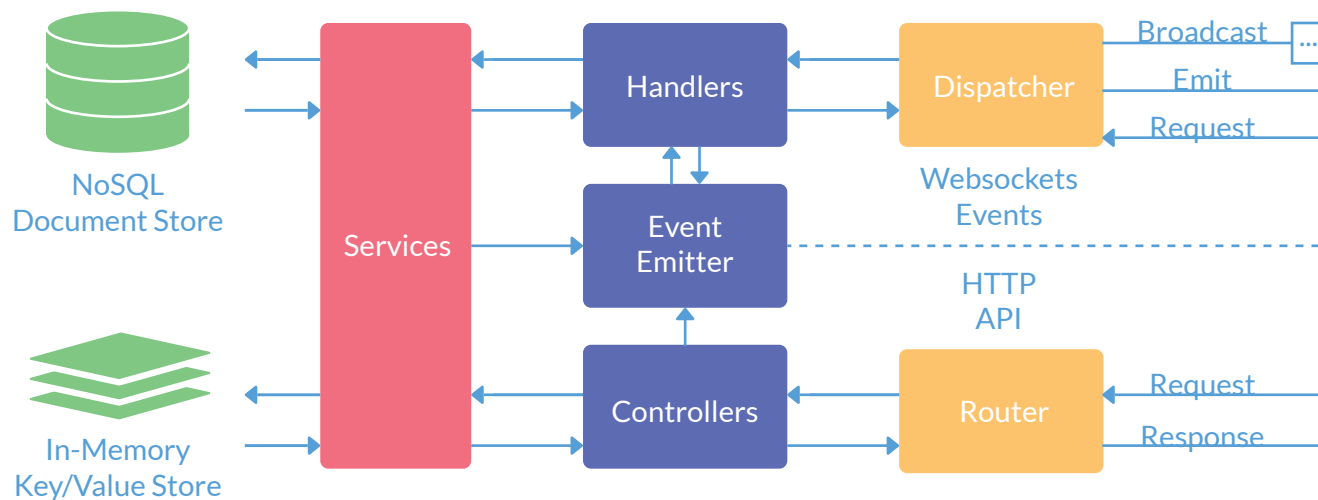 Broadcast
...
Handlers
Dispatcher
Emit
Request
NoSQL
Document Store
Websockets
Events
Services
Event
Emitter
HTTP
API
Request
Controllers
Router
Response
In-Memory
Key/Value Store